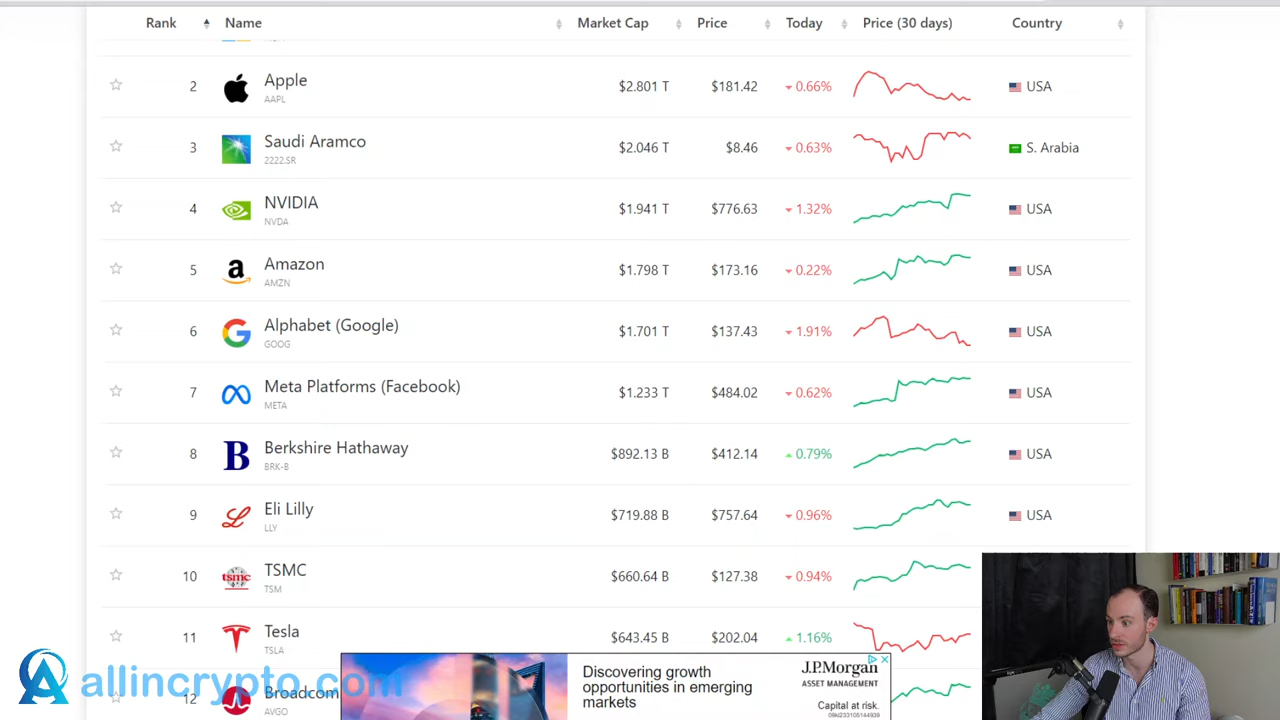 Rank Name Market Cap Price Today Price (30 days) Country
2 Apple $2.801 T $181.42 0.66% USA
AAPL
3 Saudi Aramco $2.046 T $8.46 0.63% S. Arabia
2222.SR
4 NVIDIA $1.941 T $776.63 1.32% USA
NVDA
5 Amazon $1.798 T $173.16 0.22% USA
AMZN
6 Alphabet (Google) $1.701 T $137.43 1.91% USA
GOOG
7 Meta Platforms (Facebook) $1.233 T $484.02 0.62% USA
META
8 Berkshire Hathaway $892.13 B $412.14 0.79% USA
BRK-B
9 Eli Lilly $719.88 B $757.64 0.96% USA
LLY
10 TSMC $660.64 B $127.38 0.94%
TSM
tsmc
11 Tesla $643.45 B $202.04 1.16%
TSLA
12 Broadcom
AVGO
allincrypto.com
Discovering growth
opportunities in emerging
markets
J.P.Morgan
ASSET MANAGEMENT
Capital at risk.